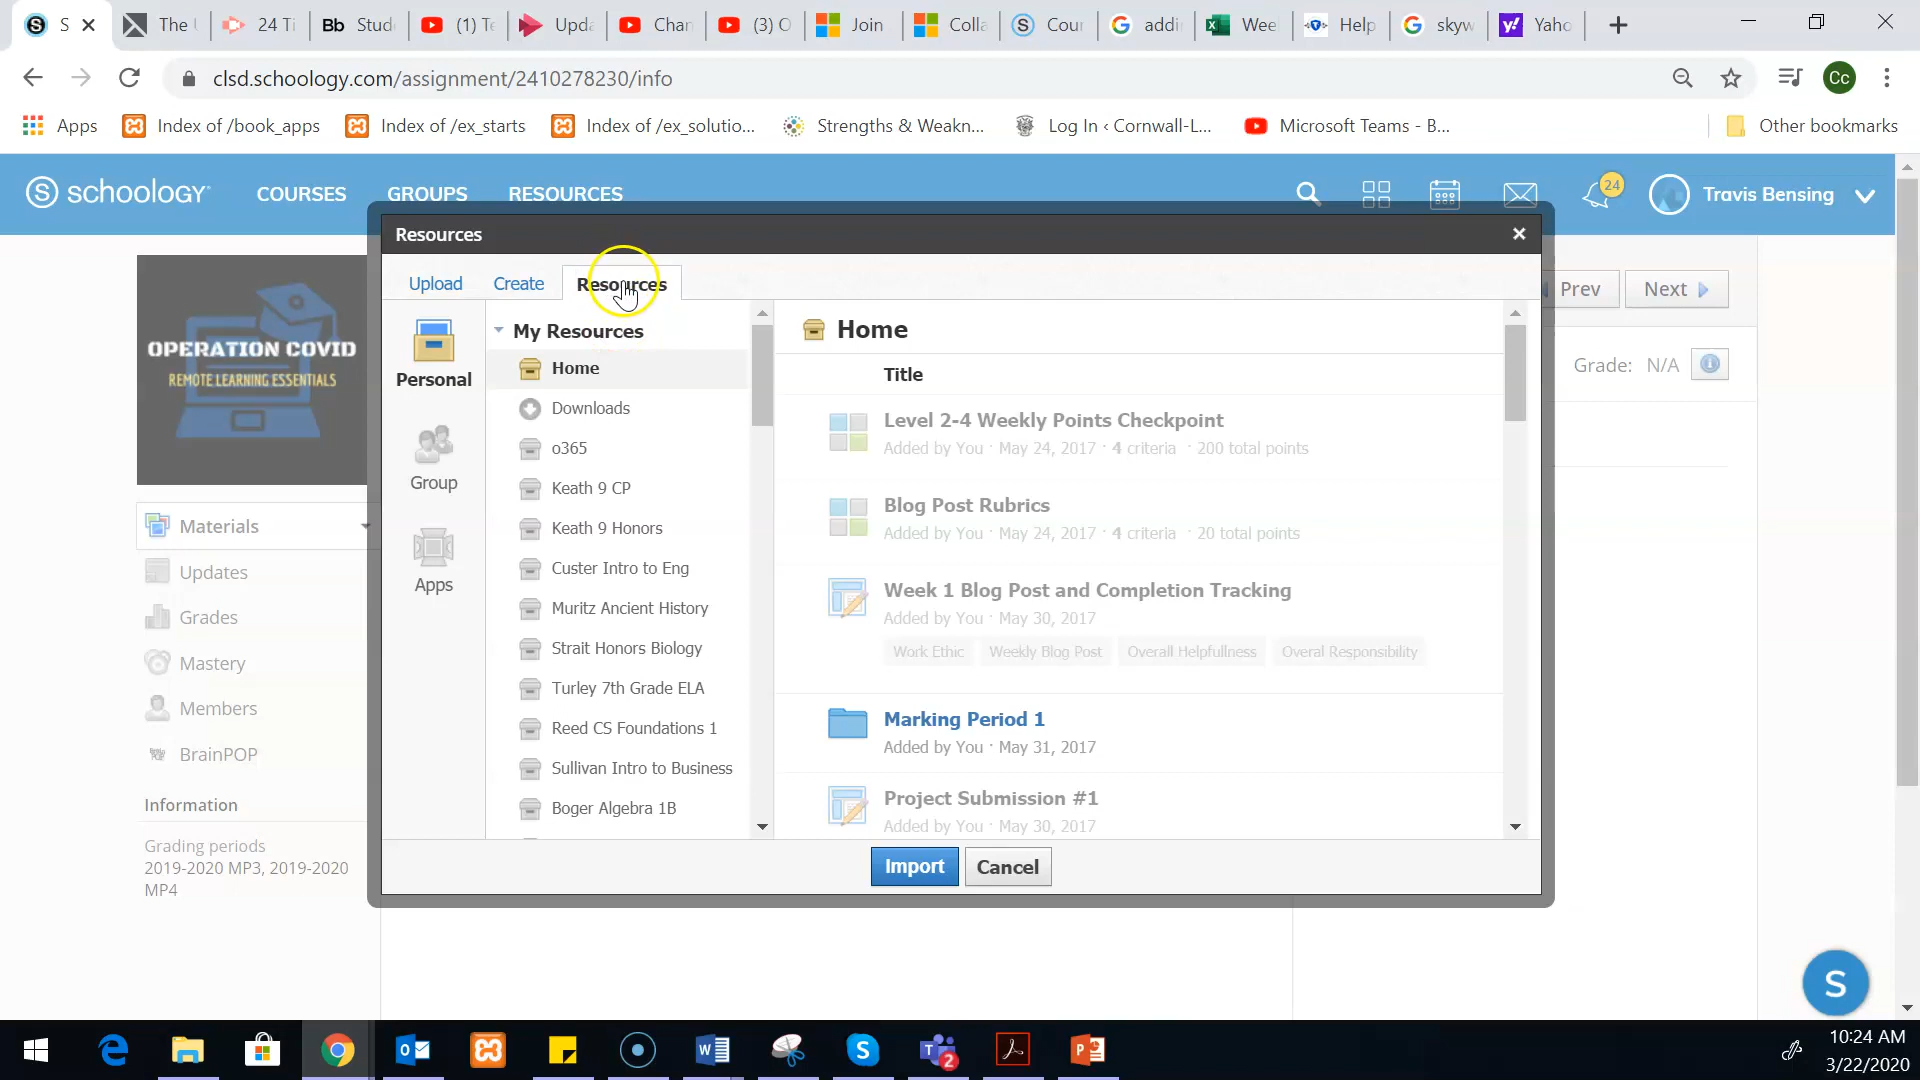 S
The
24 Ti
Bb Stud
(1) Te
Upda
Chan
(3) O
Join
Colla
Cour
addi
Wee
Help
skyw
Yaho
clsd.schoology.com/assignment/2410278230/info
Cc
Apps
Index of /book_apps
Index of /ex_starts
Index of /ex_solutio...
Strengths & Weakn...
Log In ‹ Cornwall-L...
Microsoft Teams - B...
Other bookmarks
S schoology
COURSES
GROUPS
RESOURCES
24
Travis Bensing
Resources
Upload
Create
Resources
Prev
Next
OPERATION COVID
REMOTE LEARNING ESSENTIALS
Grade: N/A
Materials
Updates
Grades
Mastery
Members
BrainPOP
Information
Grading periods
2019-2020 MP3, 2019-2020
MP4
Personal
Group
Apps
My Resources
Home
Downloads
o365
Keath 9 CP
Keath 9 Honors
Custer Intro to Eng
Muritz Ancient History
Strait Honors Biology
Turley 7th Grade ELA
Reed CS Foundations 1
Sullivan Intro to Business
Boger Algebra 1B
Home
Title
Level 2-4 Weekly Points Checkpoint
Added by You · May 24, 2017 · 4 criteria · 200 total points
Blog Post Rubrics
Added by You · May 24, 2017 · 4 criteria · 20 total points
Week 1 Blog Post and Completion Tracking
Added by You · May 30, 2017
Work Ethic
Weekly Blog Post
Overall Helpfullness
Overal Responsibility
Marking Period 1
Added by You · May 31, 2017
Project Submission #1
Added by You · May 30, 2017
Import
Cancel
S
2
10:24 AM
3/22/2020